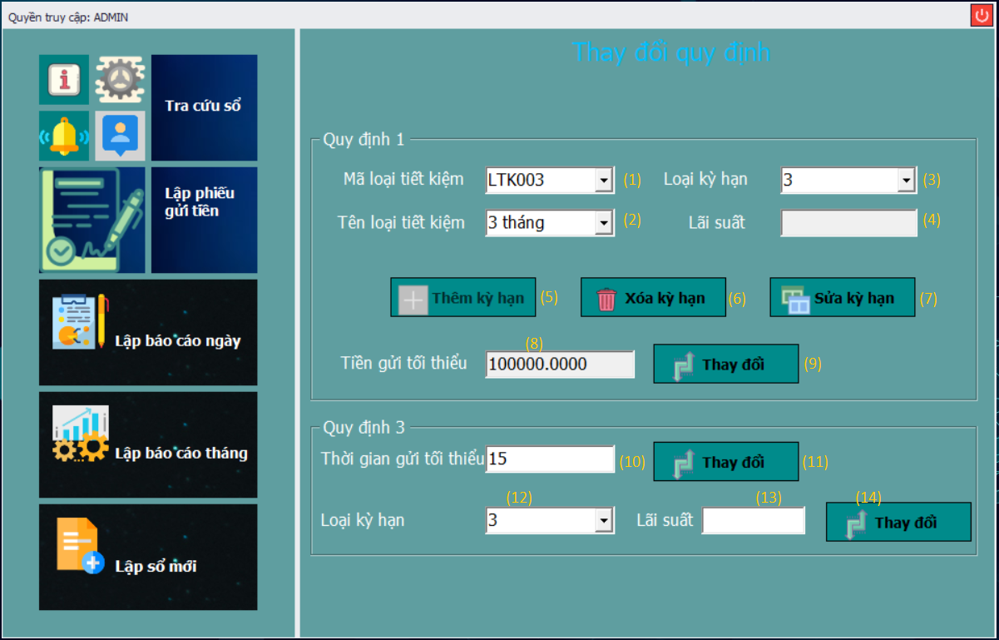 Quyền truy cập: ADMIN
Tra cứu sổ
Lập phiếu
gửi tiền
Lập báo cáo ngày
Lập báo cáo tháng
Lập sổ mới
Thay đổi quy định
Quy định 1
Mã loại tiết kiệm LTK003 (1) Loại kỳ hạn 3 (3)
Tên loại tiết kiệm 3 tháng (2) Lãi suất (4)
Thêm kỳ hạn (5) Xóa kỳ hạn (6) Sửa kỳ hạn (7)
(8)
Tiền gửi tối thiểu 100000.0000 Thay đổi (9)
Quy định 3
Thời gian gửi tối thiểu 15 (10) Thay đổi (11)
(12) (13) (14)
Loại kỳ hạn 3 Lãi suất Thay đổi